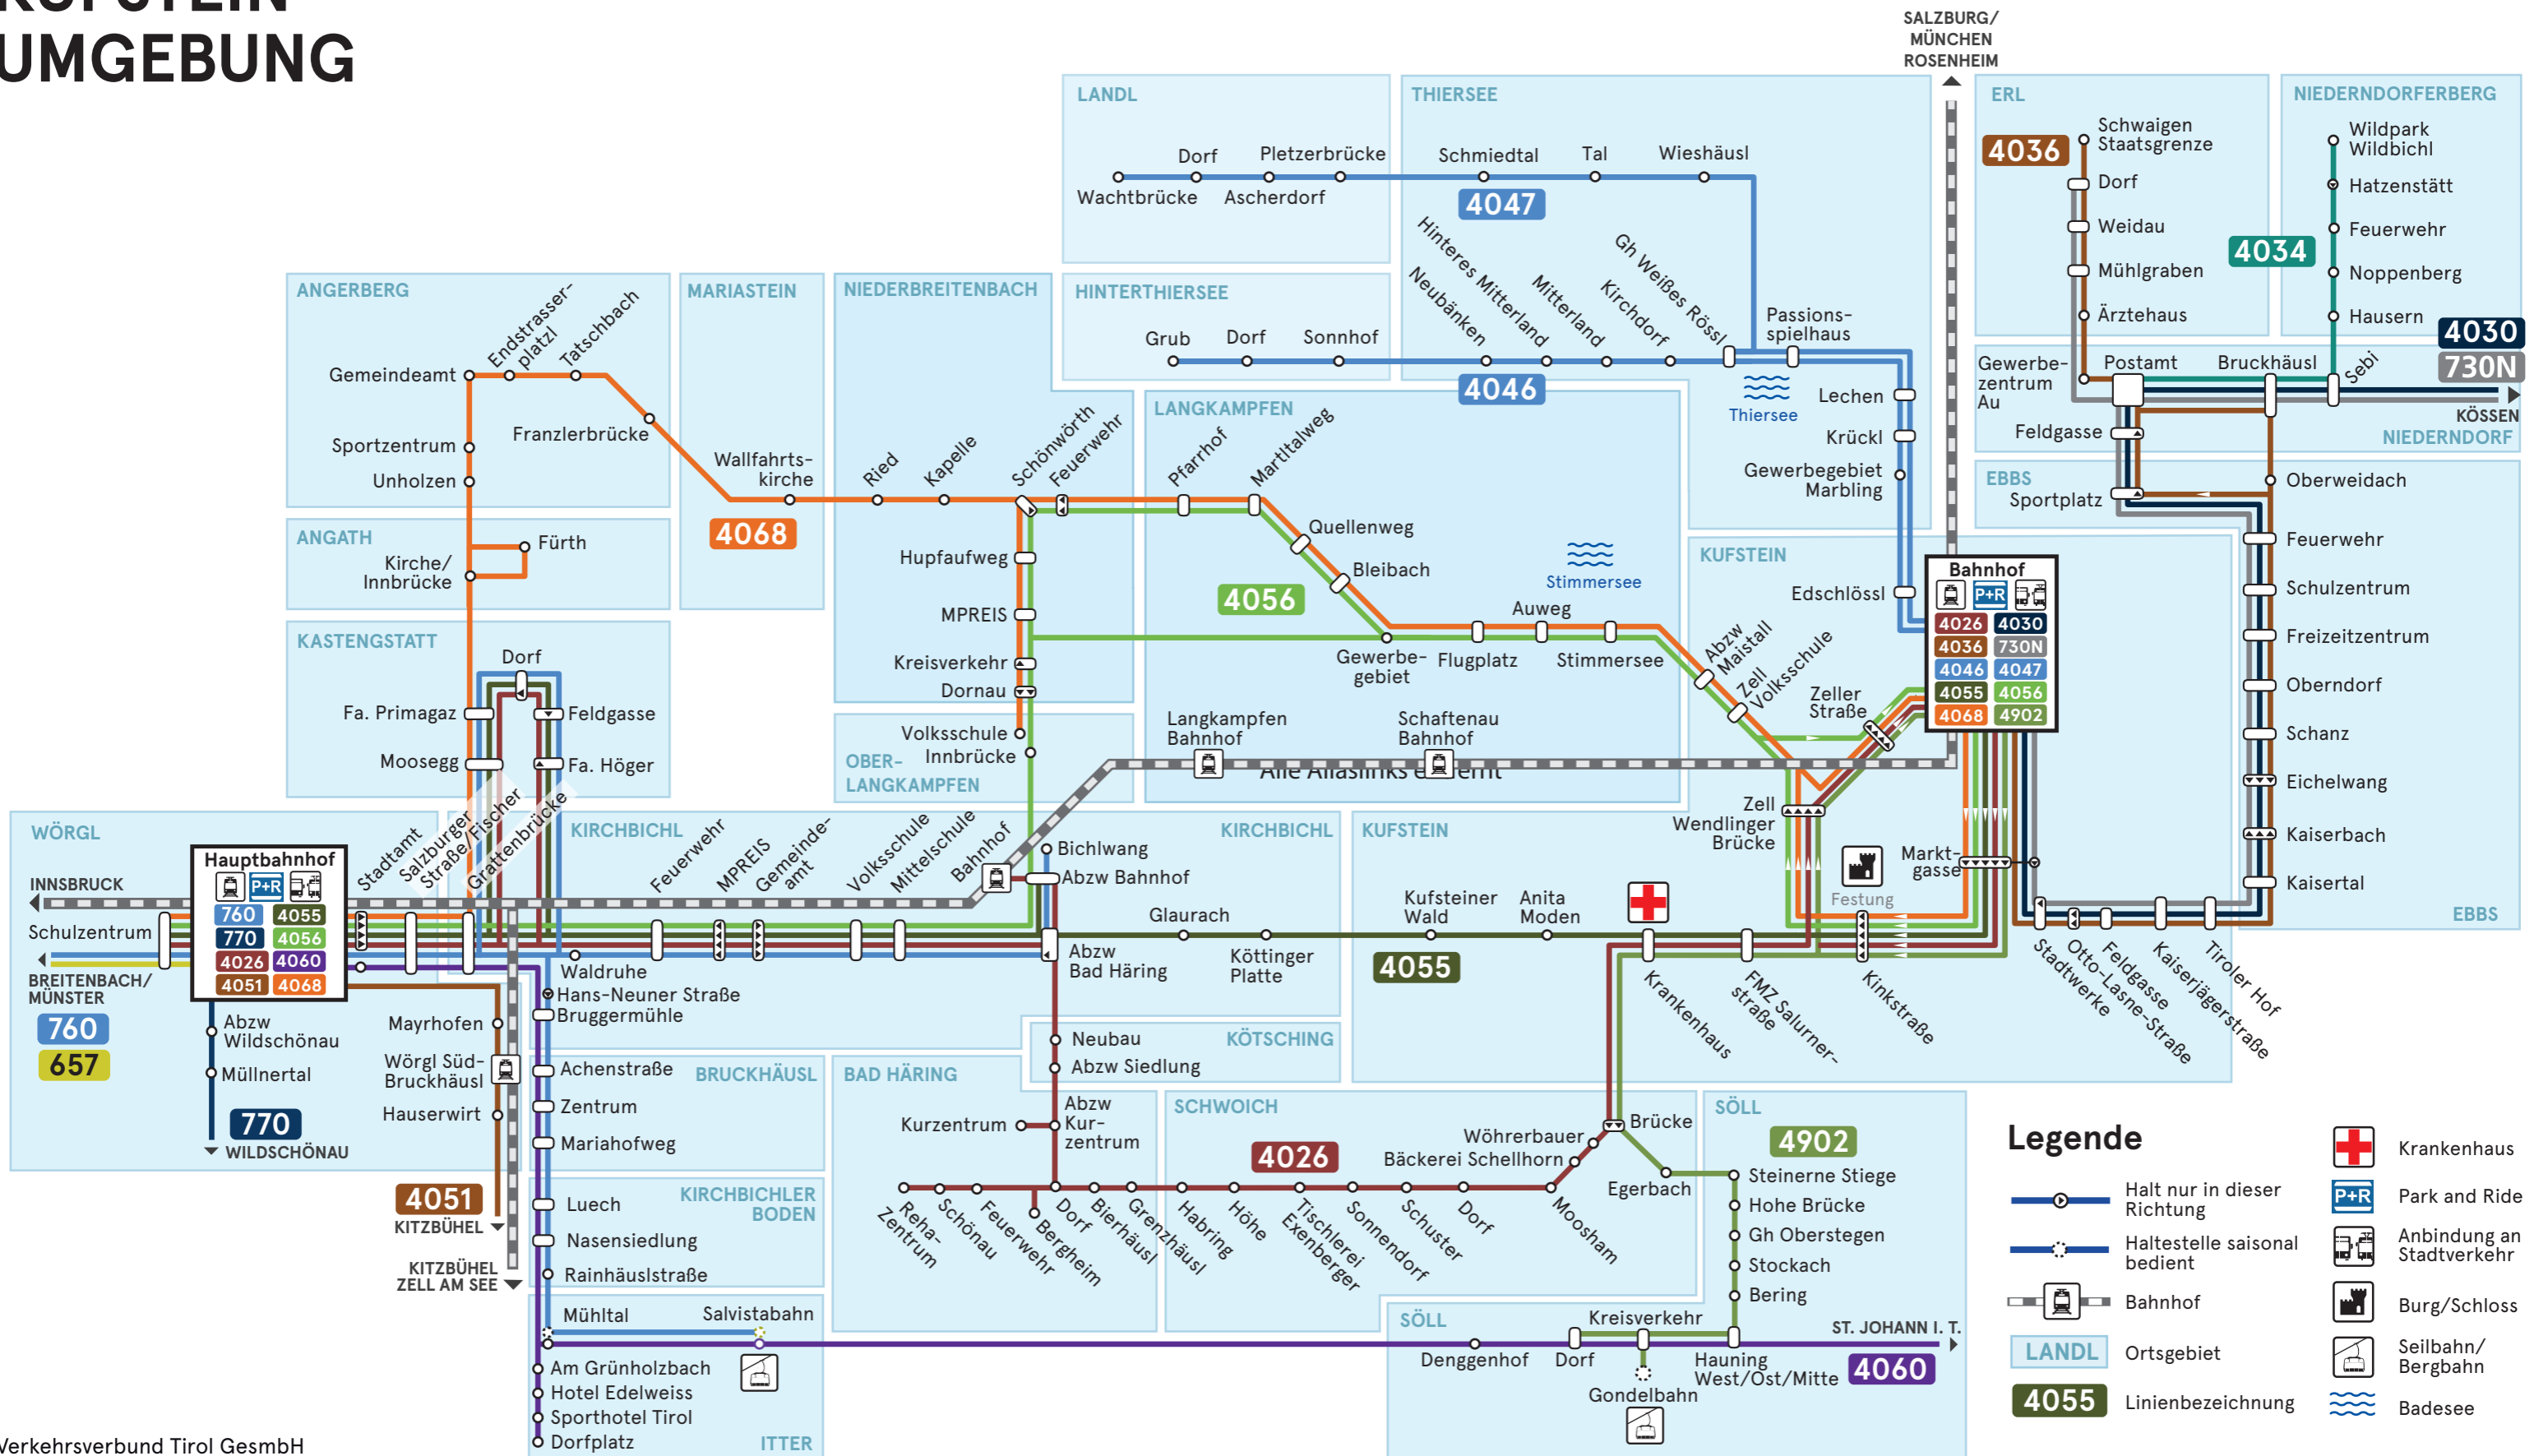 KUFSTEIN
UMGEBUNG
SALZBURG/
MÜNCHEN
ROSENHEIM
LANDL
Dorf
Pletzerbrücke
Wachtbrücke
Ascherdorf
THIERSEE
Schmiedtal
Tal
Wieshäusl
4047
Hinteres Mitterland
Neubänken
Mitterland
Kirchdorf
Gh Weißes Rössl
Passions-
spielhaus
4046
Thiersee
Lechen
Krückl
Gewerbegebiet
Marbling
Edschlössl
HINTERTHIERSEE
Grub
Dorf
Sonnhof
ERL
4036
Schwaigen
Staatsgrenze
Dorf
Weidau
Mühlgraben
Ärztehaus
NIEDERNDORFERBERG
Wildpark
Wildbichl
Hatzenstätt
4034
Feuerwehr
Noppenberg
Hausern
4030
730N
KÖSSEN
Gewerbe-
zentrum
Au
Postamt
Bruckhäusl
Sebi
Feldgasse
NIEDERNDORF
EBBS
Sportplatz
Oberweidach
Feuerwehr
Schulzentrum
Freizeitzentrum
Oberndorf
Schanz
Eichelwang
Kaiserbach
Kaisertal
EBBS
ANGERBERG
Endstrasser-
platzl
Tatschbach
Gemeindeamt
Franzlerbrücke
Sportzentrum
Unholzen
MARIASTEIN
Wallfahrts-
kirche
4068
NIEDERBREITENBACH
Ried
Kapelle
Schönwörth
Feuerwehr
Hupfaufweg
MPREIS
Kreisverkehr
Dornau
OBER-
LANGKAMPFEN
Volksschule
Innbrücke
LANGKAMPFEN
Pfarrhof
Martltalweg
Quellenweg
Bleibach
4056
Stimmersee
Auweg
Gewerbe-
gebiet
Flugplatz
Stimmersee
Langkampfen
Bahnhof
Schaftenau
Bahnhof
ANGATH
Fürth
Kirche/
Innbrücke
KASTENGSTATT
Dorf
Fa. Primagaz
Feldgasse
Moosegg
Fa. Höger
KUFSTEIN
Abzw
Maistall
Zell
Volksschule
Zeller
Straße
Bahnhof
P+R
4026 4030
4036 730N
4046 4047
4055 4056
4068 4902
Zell
Wendlinger
Brücke
Markt-
gasse
Festung
WÖRGL
Hauptbahnhof
P+R
760 4055
770 4056
4026 4060
4051 4068
INNSBRUCK
Schulzentrum
BREITENBACH/
MÜNSTER
760
657
Abzw
Wildschönau
Müllnertal
770
WILDSCHÖNAU
Stadtamt
Salzburger
Straße/Fischer
Grattenbrücke
Mayrhofen
Wörgl Süd-
Bruckhäusl
Hauserwirt
4051
KITZBÜHEL
KITZBÜHEL
ZELL AM SEE
KIRCHBICHL
KIRCHBICHL
Feuerwehr
MPREIS
Gemeinde-
amt
Volksschule
Mittelschule
Bahnhof
Bichlwang
Abzw Bahnhof
Glaurach
Abzw
Bad Häring
Köttinger
Platte
Waldruhe
Hans-Neuner Straße
Bruggermühle
KUFSTEIN
Kufsteiner
Wald
Anita
Moden
4055
Krankenhaus
FMZ Salurner-
straße
Kinkstraße
Stadtwerke
Otto-Lasne-Straße
Feldgasse
Kaiserjägerstraße
Tiroler Hof
BRUCKHÄUSL
Achenstraße
Zentrum
Mariahofweg
KIRCHBICHLER
BODEN
Luech
Nasensiedlung
Rainhäuslstraße
Mühltal
Salvistabahn
Am Grünholzbach
Hotel Edelweiss
Sporthotel Tirol
Dorfplatz
ITTER
KÖTSCHING
Neubau
Abzw Siedlung
BAD HÄRING
Kurzentrum
Abzw
Kur-
zentrum
Reha-
Zentrum
Schönau
Feuerwehr
Bergheim
Dorf
Bierhäusl
Grenzhäusl
SCHWOICH
4026
Wöhrerbauer
Bäckerei Schellhorn
Brücke
Egerbach
Habring
Höhe
Tischlerei
Exenberger
Sonnendorf
Schuster
Dorf
Moosham
SÖLL
4902
Steinerne Stiege
Hohe Brücke
Gh Oberstegen
Stockach
Bering
SÖLL
Kreisverkehr
ST. JOHANN I. T.
Denggenhof
Dorf
Hauning
West/Ost/Mitte
4060
Gondelbahn
Legende
Halt nur in dieser
Richtung
Haltestelle saisonal
bedient
Bahnhof
LANDL
Ortsgebiet
4055
Linienbezeichnung
Krankenhaus
P+R
Park and Ride
Anbindung an
Stadtverkehr
Burg/Schloss
Seilbahn/
Bergbahn
Badesee
Verkehrsverbund Tirol GesmbH